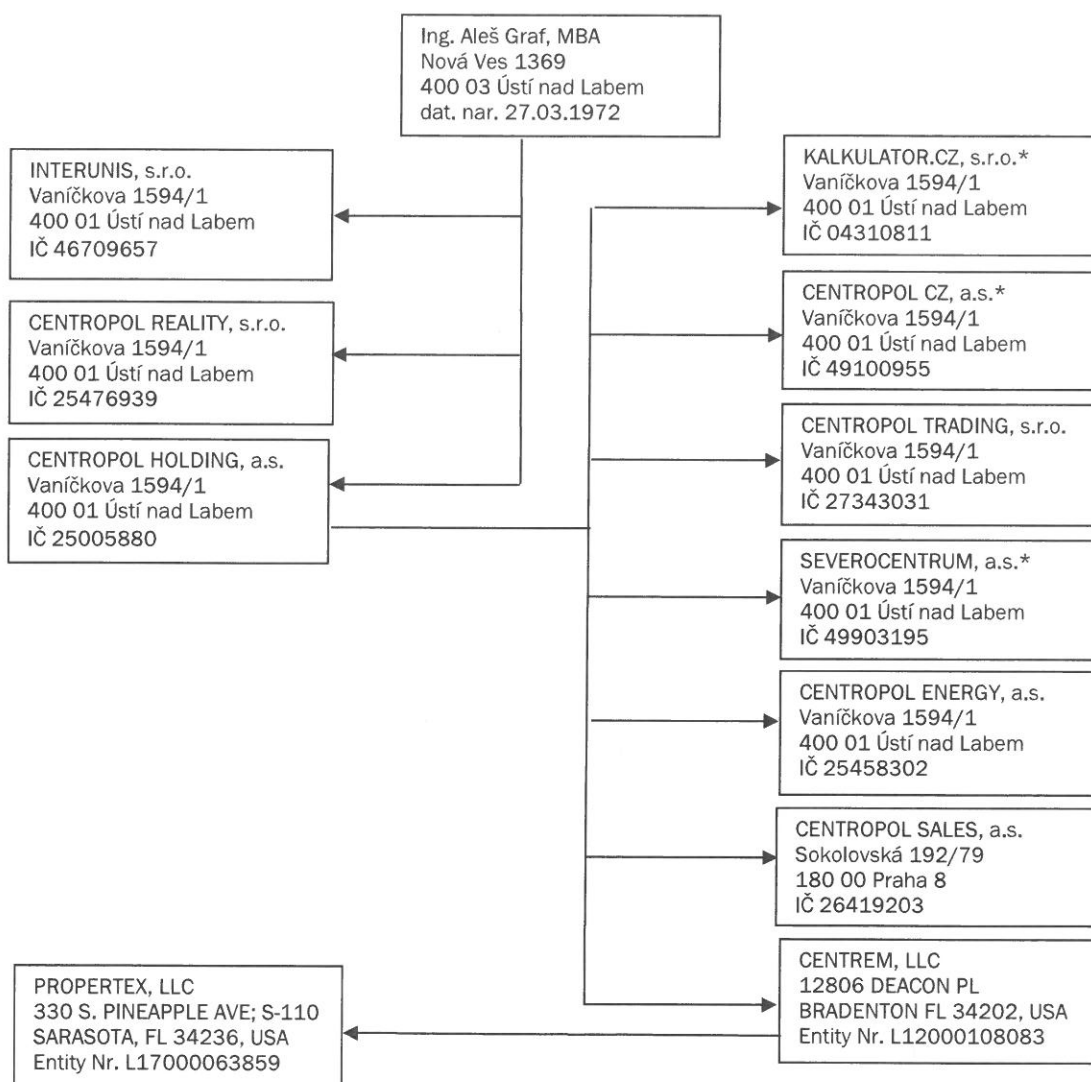 Ing. Aleš Graf, MBA
Nová Ves 1369
400 03 Ústí nad Labem
dat. nar. 27.03.1972
INTERUNIS, s.r.o.
Vaníčkova 1594/1
400 01 Ústí nad Labem
IČ 46709657
CENTROPOL REALITY, s.r.o.
Vaníčkova 1594/1
400 01 Ústí nad Labem
IČ 25476939
CENTROPOL HOLDING, a.s.
Vaníčkova 1594/1
400 01 Ústí nad Labem
IČ 25005880
KALKULATOR.CZ, s.r.o.*
Vaníčkova 1594/1
400 01 Ústí nad Labem
IČ 04310811
CENTROPOL CZ, a.s.*
Vaníčkova 1594/1
400 01 Ústí nad Labem
IČ 49100955
CENTROPOL TRADING, s.r.o.
Vaníčkova 1594/1
400 01 Ústí nad Labem
IČ 27343031
SEVEROCENTRUM, a.s.*
Vaníčkova 1594/1
400 01 Ústí nad Labem
IČ 49903195
CENTROPOL ENERGY, a.s.
Vaníčkova 1594/1
400 01 Ústí nad Labem
IČ 25458302
CENTROPOL SALES, a.s.
Sokolovská 192/79
180 00 Praha 8
IČ 26419203
CENTREM, LLC
12806 DEACON PL
BRADENTON FL 34202, USA
Entity Nr. L12000108083
PROPERTEX, LLC
330 S. PINEAPPLE AVE; S-110
SARASOTA, FL 34236, USA
Entity Nr. L17000063859